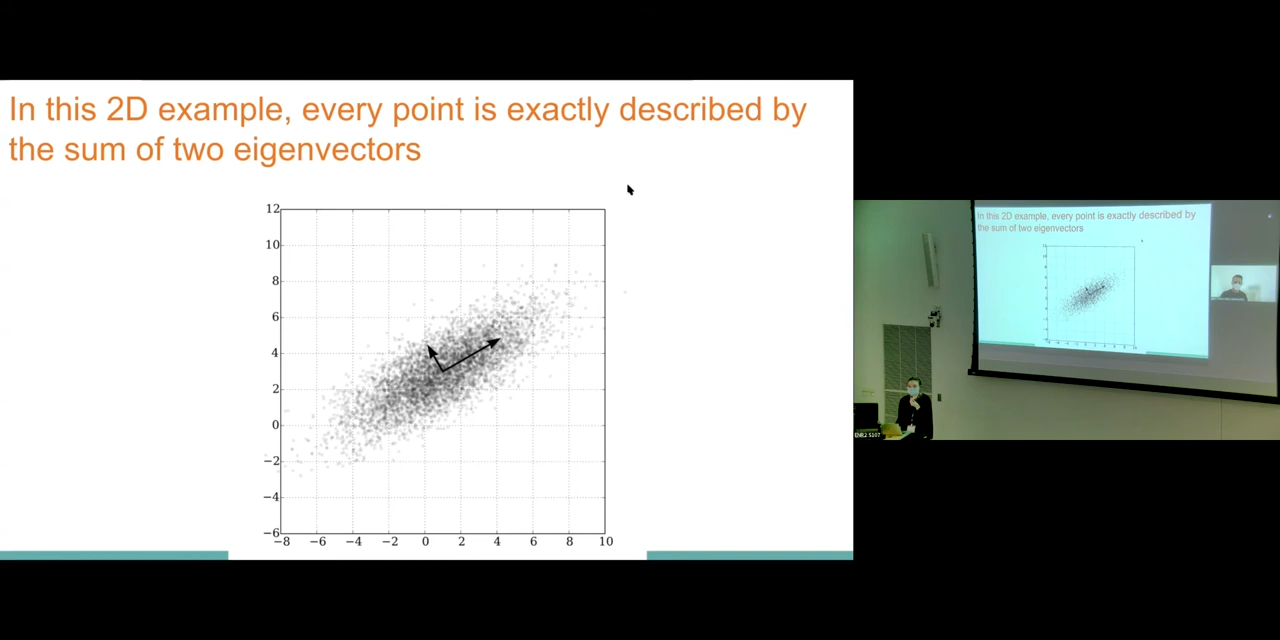 In this 2D example, every point is exactly described by
the sum of two eigenvectors
12
10
8
6
4
2
0
−2
−4
−6
−8 −6 −4 −2 0 2 4 6 8 10
In this 2D example, every point is exactly described by
the sum of two eigenvectors
ENR2 S107